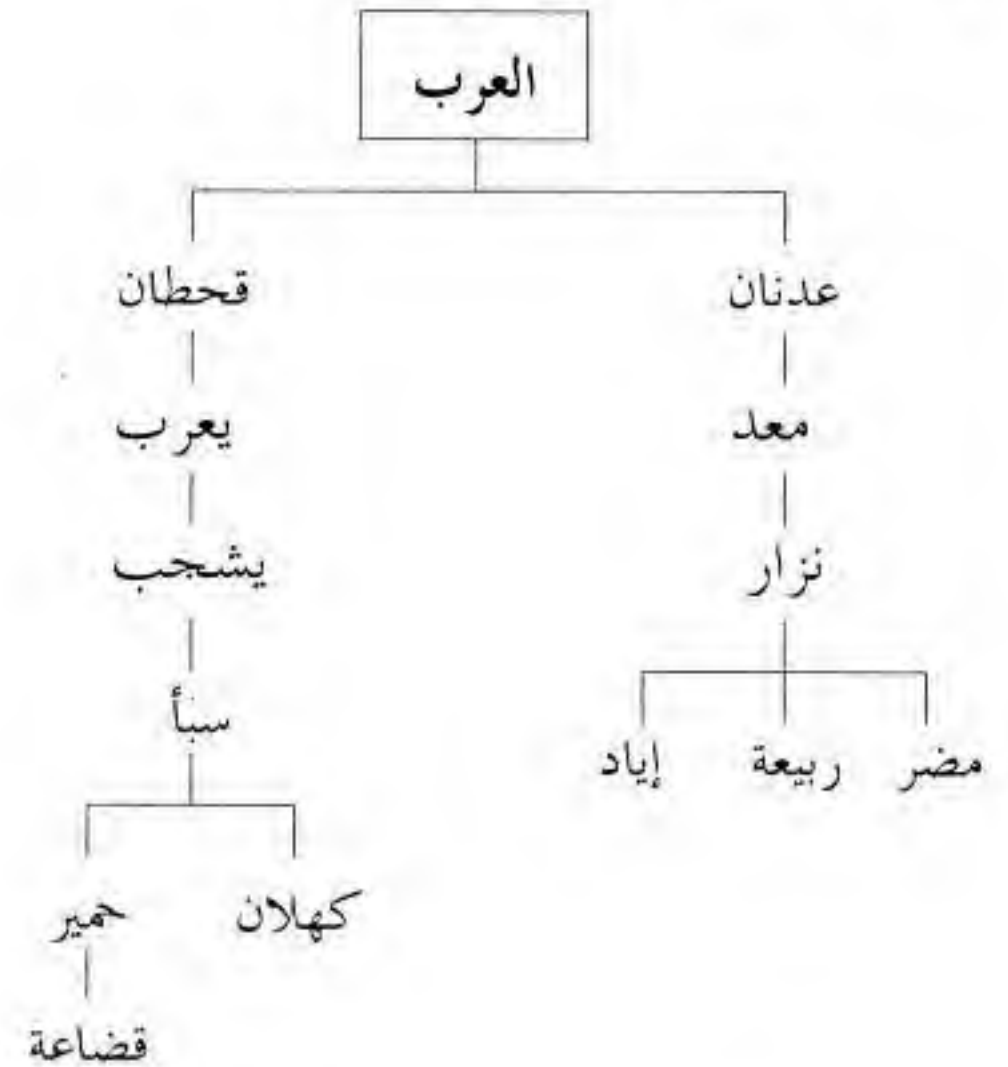 العرب
عدنان قحطان
معد يعرب
نزار يشجب
سبأ
مضر ربيعة إياد
كهلان حمير
قضاعة